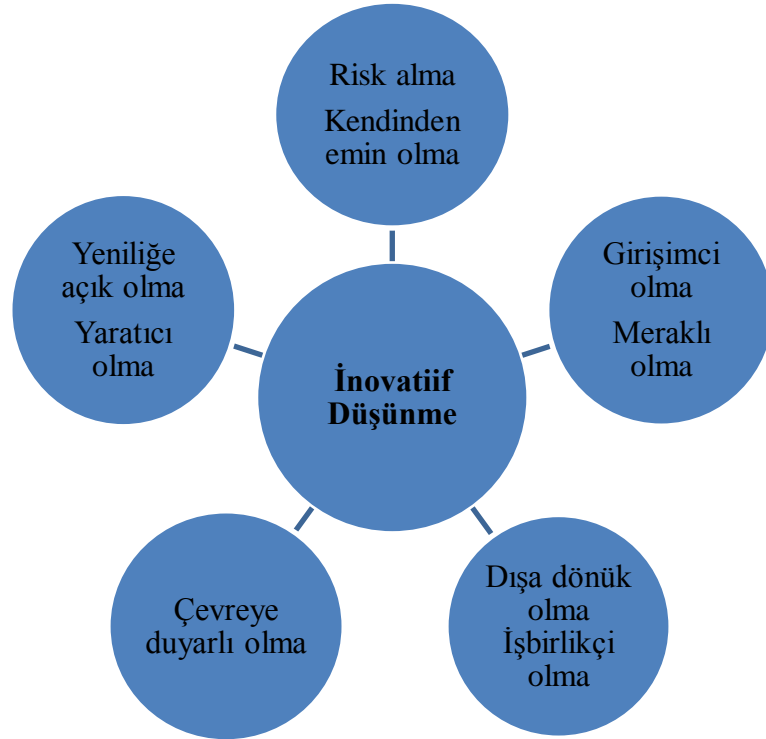 Risk alma
Kendinden
emin olma
Yeniliğe
açık olma
Yaratıcı
olma
Girişimci
olma
Meraklı
olma
İnovatiif
Düşünme
Çevreye
duyarlı olma
Dışa dönük
olma
İşbirlikçi
olma